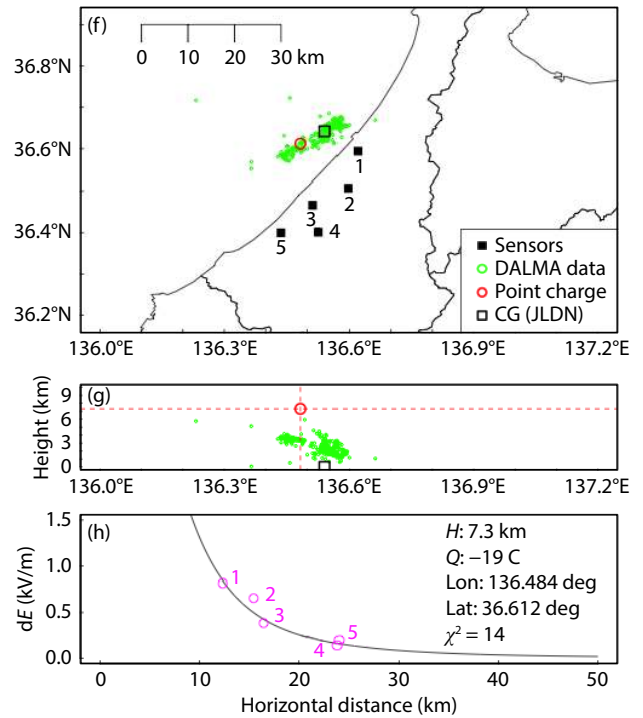 (f)
0 10 20 30 km
36.8°N
36.6°N
36.4°N
36.2°N
1
2
3
4
5
Sensors
DALMA data
Point charge
CG (JLDN)
136.0°E 136.3°E 136.6°E 136.9°E 137.2°E
(g)
Height (km)
9
6
3
0
136.0°E 136.3°E 136.6°E 136.9°E 137.2°E
(h)
dE (kV/m)
1.5
1.0
0.5
0.0
1
2
3
4
5
H: 7.3 km
Q: −19 C
Lon: 136.484 deg
Lat: 36.612 deg
χ² = 14
0 10 20 30 40 50
Horizontal distance (km)